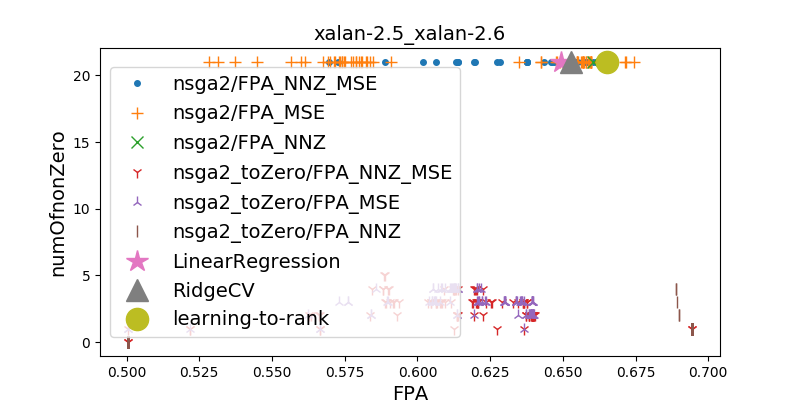 xalan-2.5_xalan-2.6
numOfnonZero
20
15
10
5
0
nsga2/FPA_NNZ_MSE
nsga2/FPA_MSE
nsga2/FPA_NNZ
nsga2_toZero/FPA_NNZ_MSE
nsga2_toZero/FPA_MSE
nsga2_toZero/FPA_NNZ
LinearRegression
RidgeCV
learning-to-rank
0.500 0.525 0.550 0.575 0.600 0.625 0.650 0.675 0.700
FPA